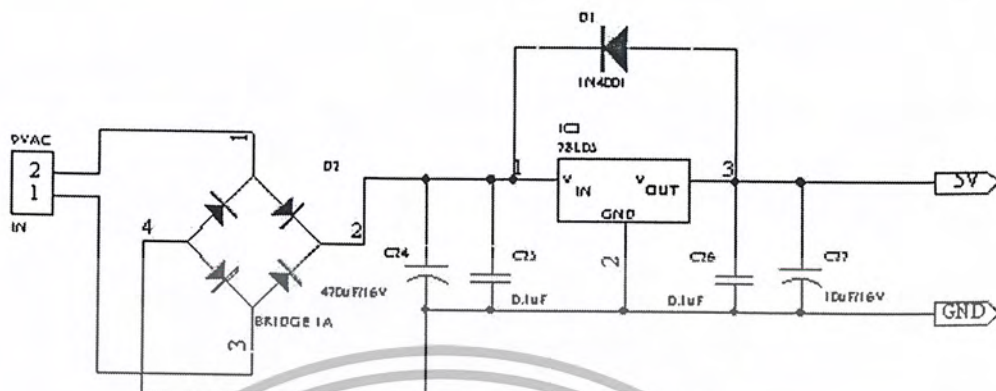 D1
1N4001
9VAC
2
1
IN
1
4
2
3
D2
BRIDGE 1A
C24
470uF/16V
C25
0.1uF
1
IC1
78L05
V IN
V OUT
GND
2
3
C26
0.1uF
C27
10uF/16V
5V
GND